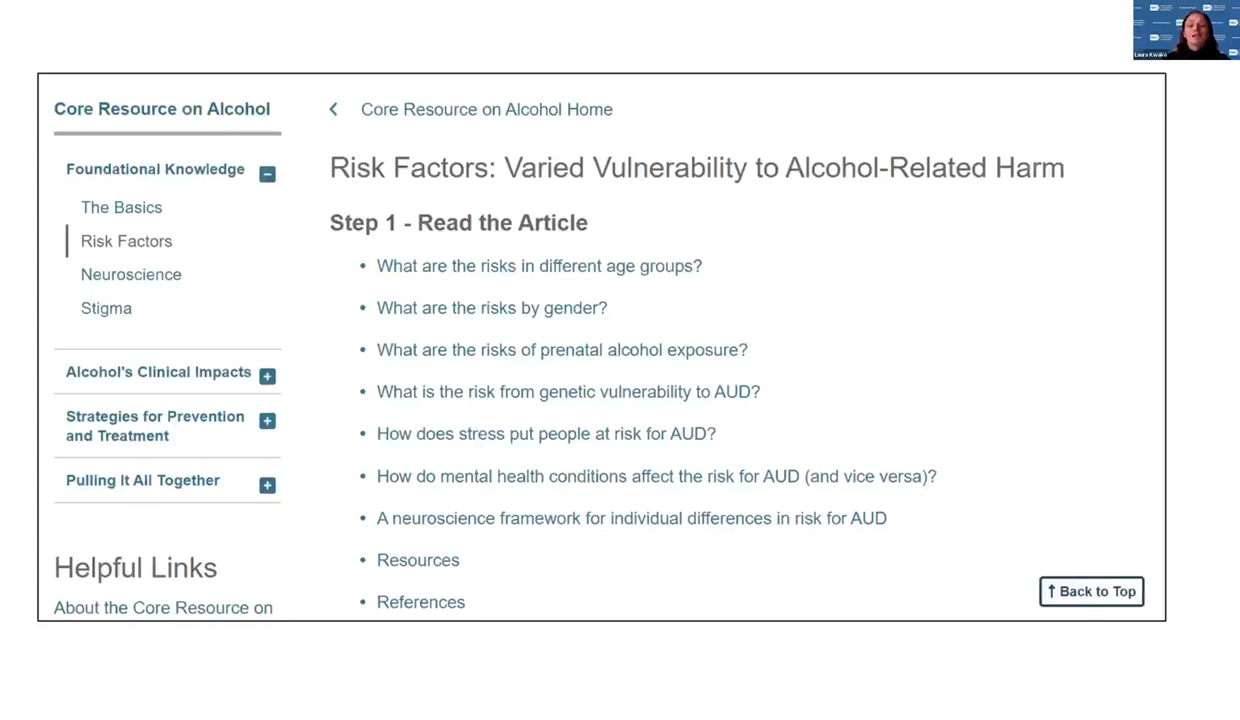 Laura Kwako
Core Resource on Alcohol
Foundational Knowledge
The Basics
Risk Factors
Neuroscience
Stigma
Alcohol's Clinical Impacts
Strategies for Prevention
and Treatment
Pulling It All Together
Helpful Links
About the Core Resource on
Core Resource on Alcohol Home
Risk Factors: Varied Vulnerability to Alcohol-Related Harm
Step 1 - Read the Article
• What are the risks in different age groups?
• What are the risks by gender?
• What are the risks of prenatal alcohol exposure?
• What is the risk from genetic vulnerability to AUD?
• How does stress put people at risk for AUD?
• How do mental health conditions affect the risk for AUD (and vice versa)?
• A neuroscience framework for individual differences in risk for AUD
• Resources
• References
↑ Back to Top